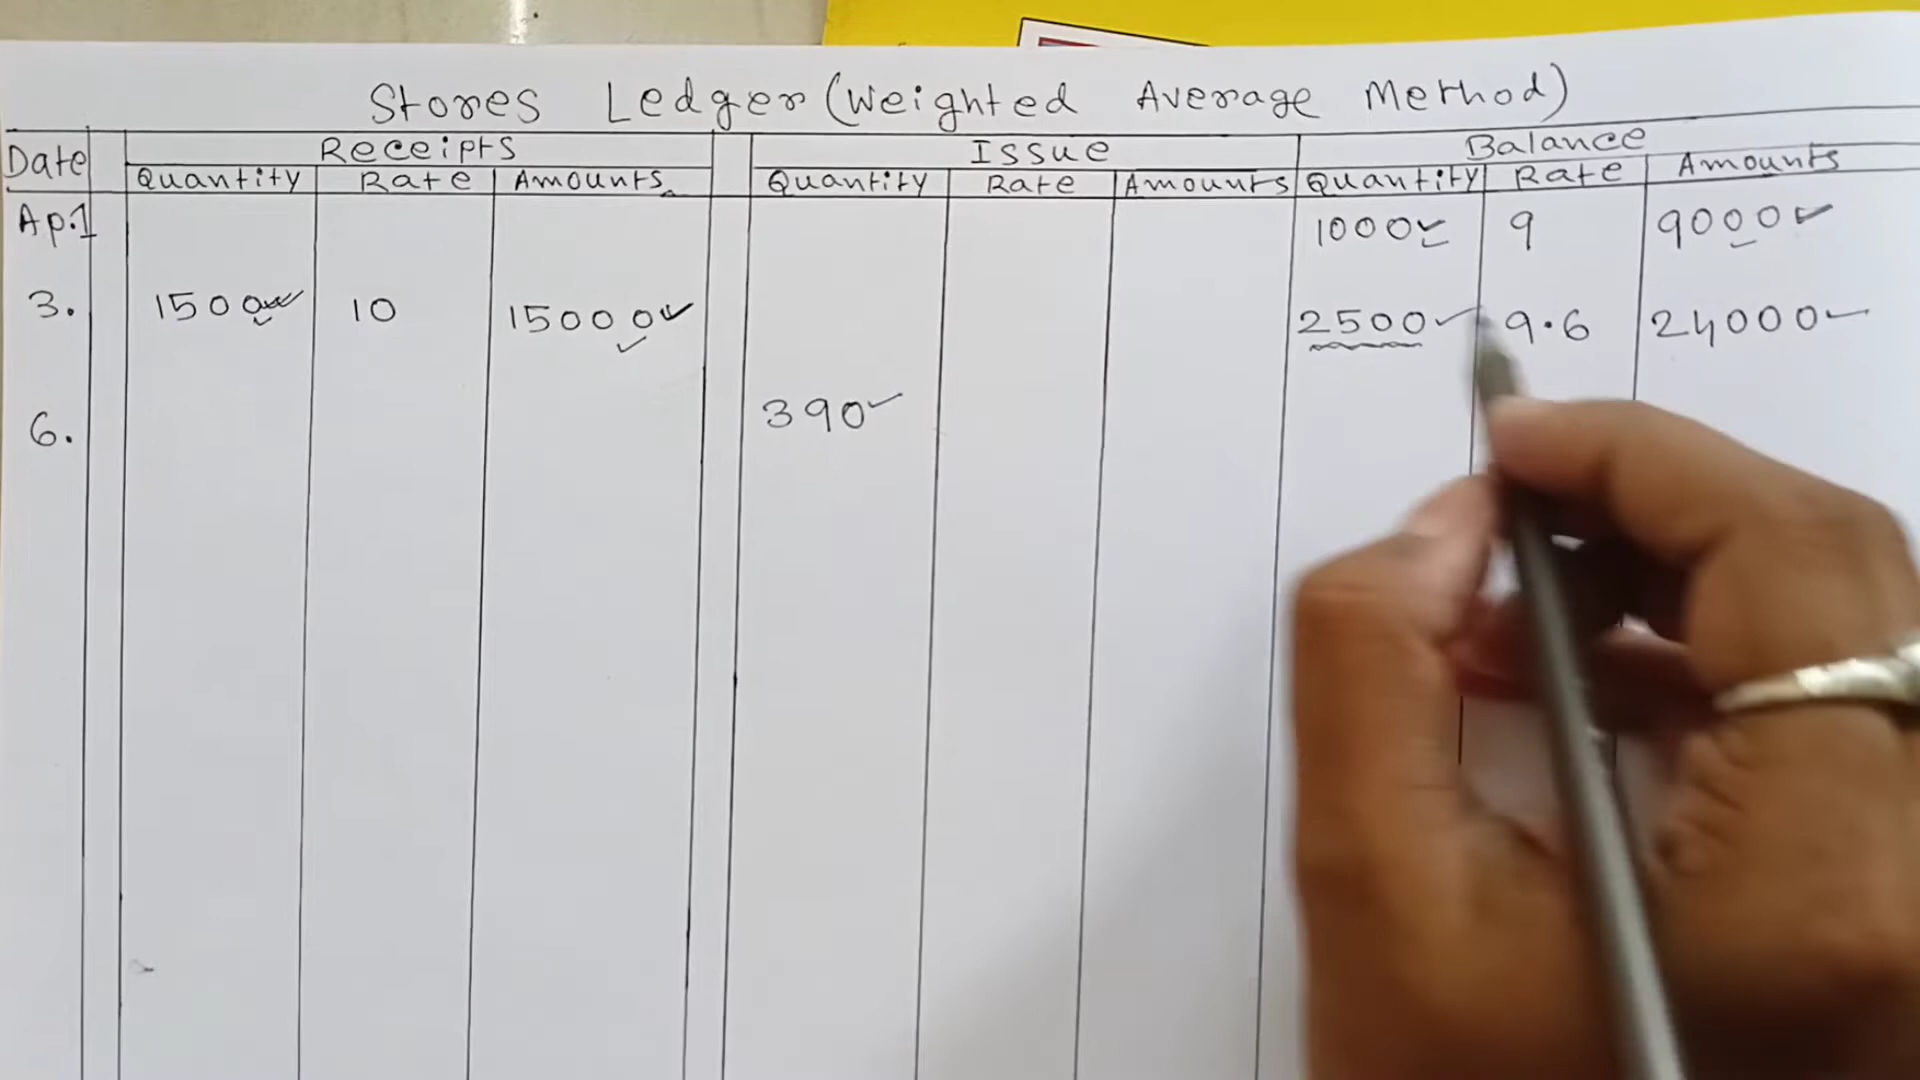 Stores Ledger (Weighted Average Method)
Date Receipts Issue Balance
Quantity Rate Amounts Quantity Rate Amounts Quantity Rate Amounts
Ap.1 1000 9 9000
3. 1500 10 15000 2500 9.6 24000
6. 390